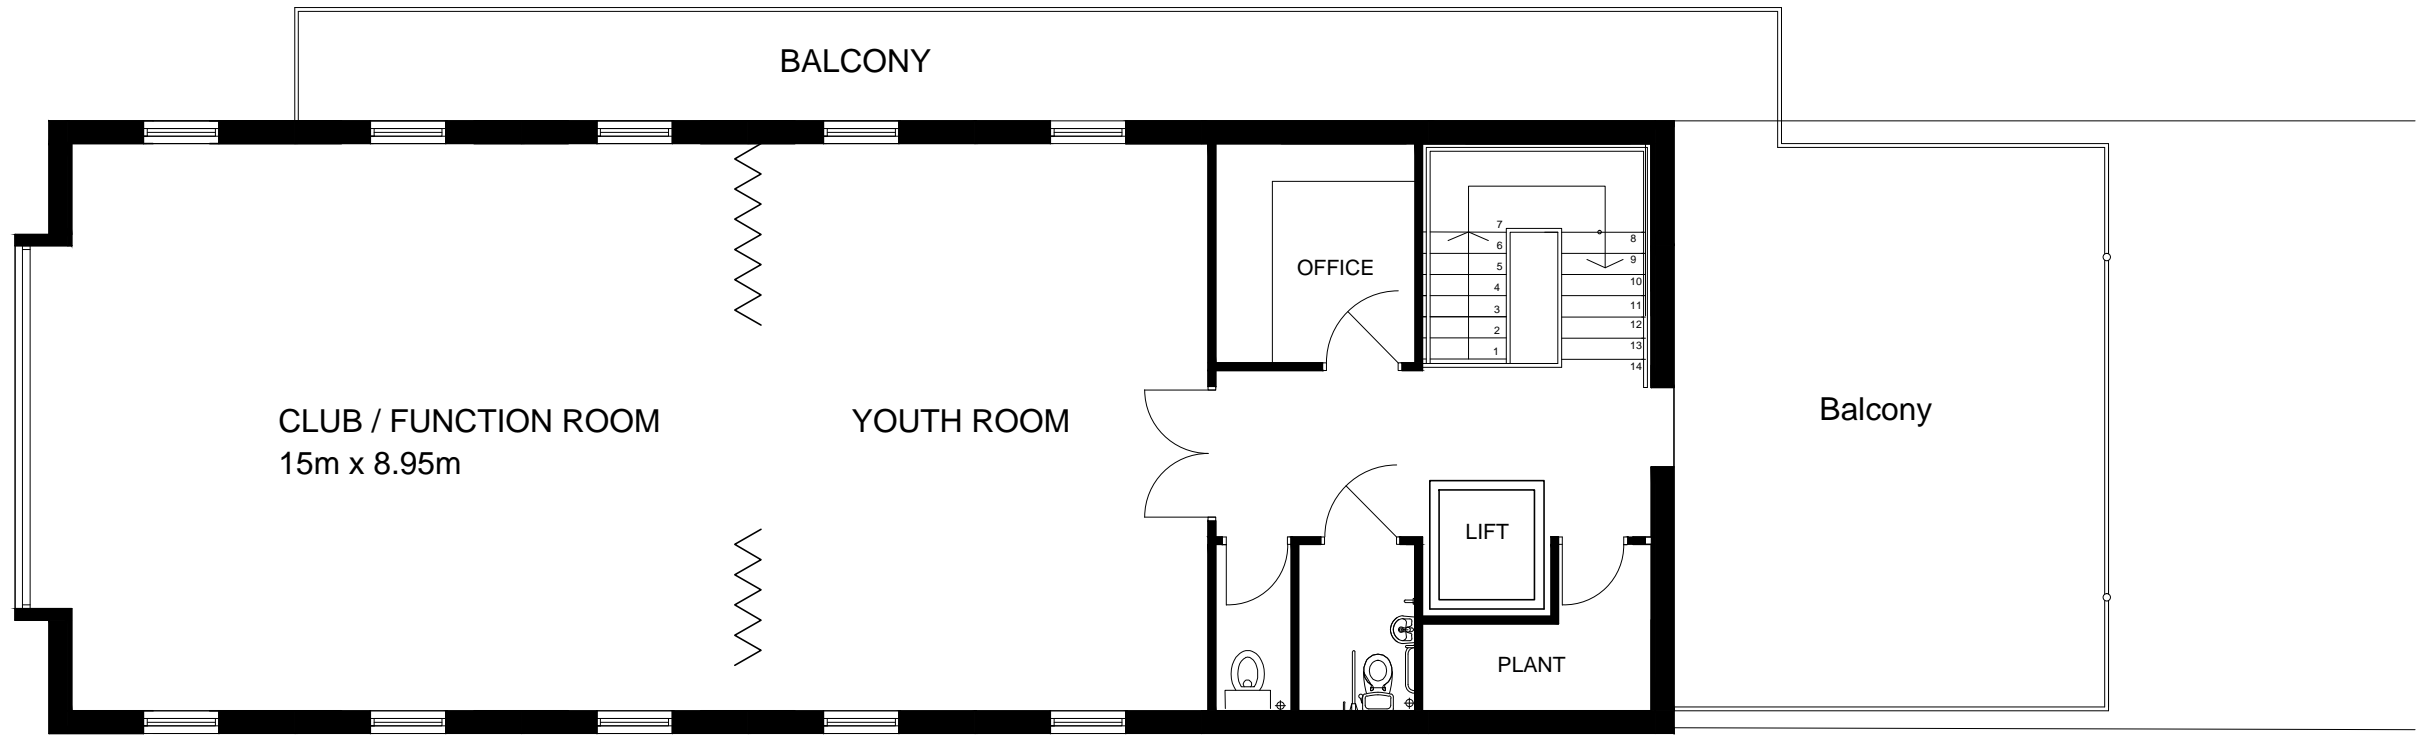 BALCONY
OFFICE
7
6
5
4
3
2
1
8
9
10
11
12
13
14
CLUB / FUNCTION ROOM
15m x 8.95m
YOUTH ROOM
Balcony
LIFT
PLANT